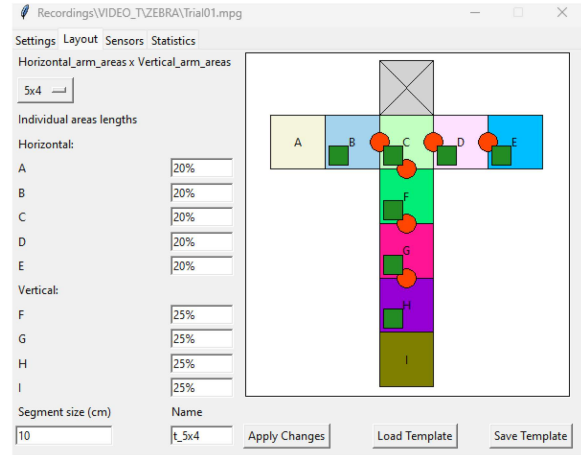 Recordings\VIDEO_T\ZEBRA\Trial01.mpg
Settings Layout Sensors Statistics
Horizontal_arm_areas x Vertical_arm_areas
5x4
Individual areas lengths
Horizontal:
A 20%
B 20%
C 20%
D 20%
E 20%
Vertical:
F 25%
G 25%
H 25%
I 25%
Segment size (cm) Name
10 t_5x4
A B C D E
F
G
H
I
Apply Changes Load Template Save Template